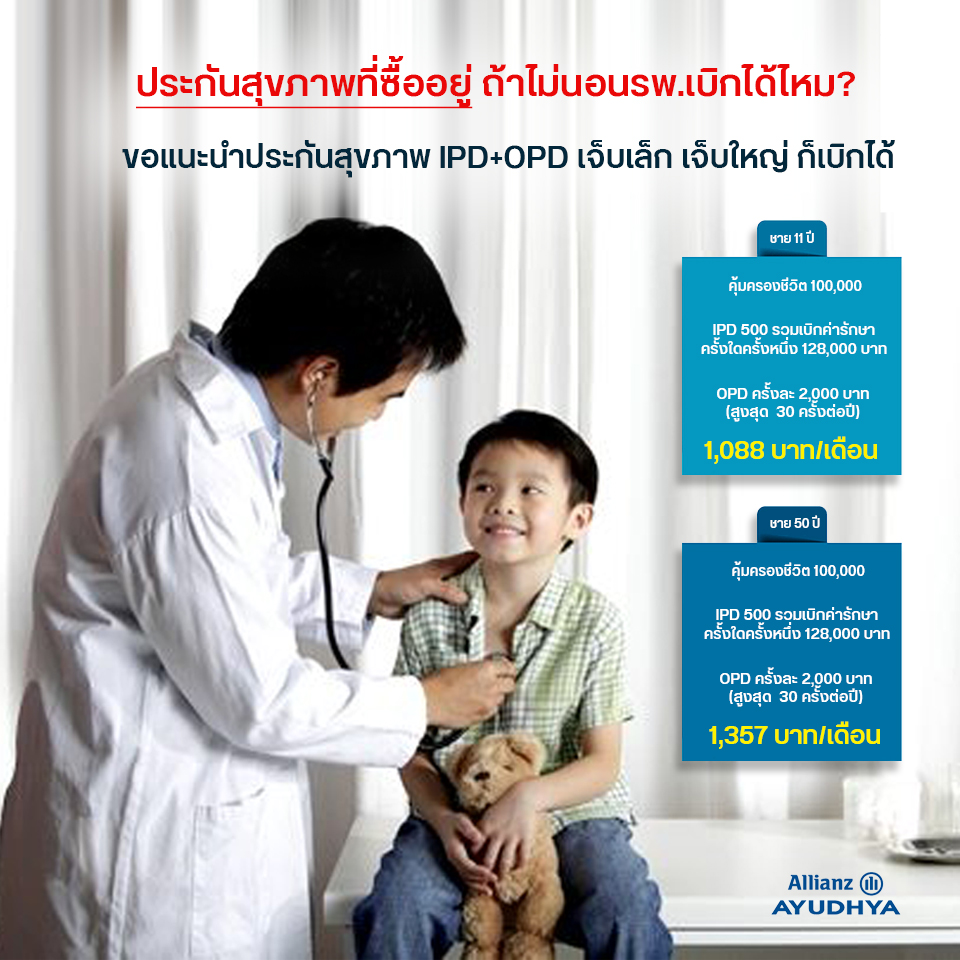 ประกันสุขภาพที่ซื้ออยู่ ถ้าไม่นอนรพ.เบิกได้ไหม?
ขอแนะนำประกันสุขภาพ IPD+OPD เจ็บเล็ก เจ็บใหญ่ ก็เบิกได้
ชาย 11 ปี
คุ้มครองชีวิต 100,000
IPD 500 รวมเบิกค่ารักษา
ครั้งใดครั้งหนึ่ง 128,000 บาท
OPD ครั้งละ 2,000 บาท
(สูงสุด 30 ครั้งต่อปี)
1,088 บาท/เดือน
ชาย 50 ปี
คุ้มครองชีวิต 100,000
IPD 500 รวมเบิกค่ารักษา
ครั้งใดครั้งหนึ่ง 128,000 บาท
OPD ครั้งละ 2,000 บาท
(สูงสุด 30 ครั้งต่อปี)
1,357 บาท/เดือน
Allianz
AYUDHYA